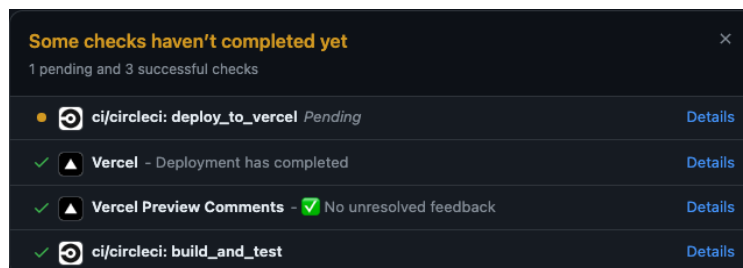 Some checks haven’t completed yet
1 pending and 3 successful checks
ci/circleci: deploy_to_vercel Pending Details
Vercel - Deployment has completed Details
Vercel Preview Comments - ✅ No unresolved feedback Details
ci/circleci: build_and_test Details